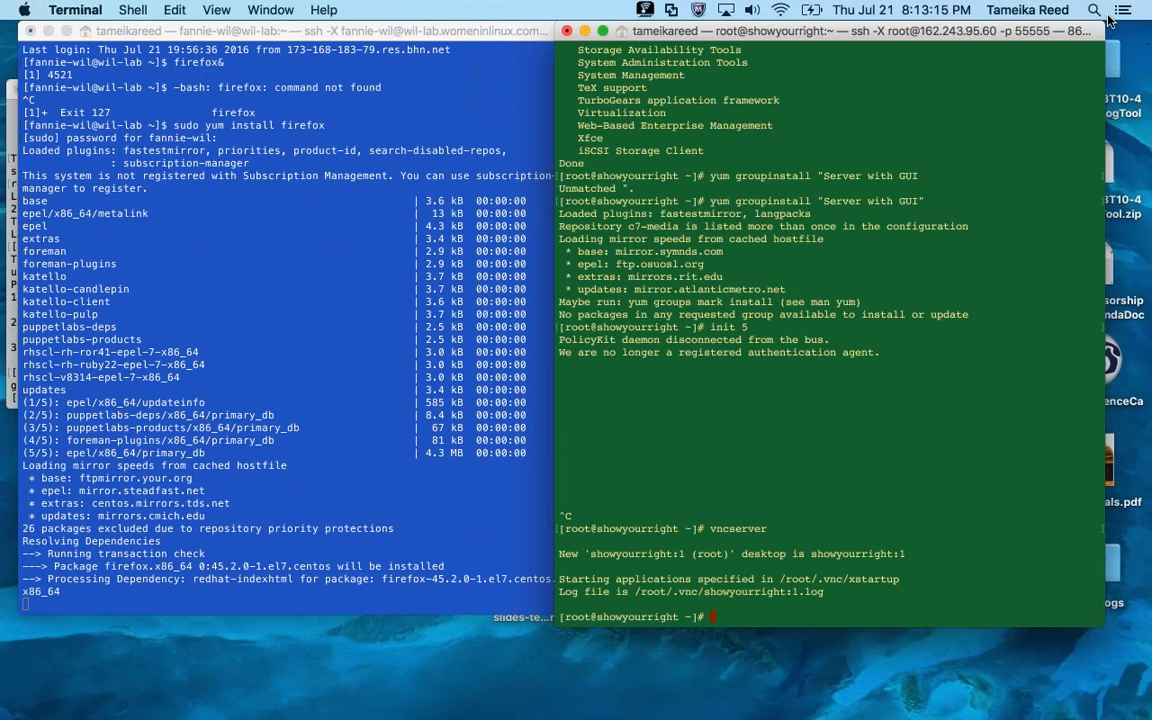 Terminal Shell Edit View Window Help Thu Jul 21 8:13:15 PM Tameika Reed
fannie-wil@wil-lab:~ — ssh -X fannie-wil@wil-lab.womeninlinux.com...
Last login: Thu Jul 21 19:56:36 2016 from 173-168-183-79.res.bhn.net
[fannie-wil@wil-lab ~]$ firefox&
[1] 4521
[fannie-wil@wil-lab ~]$ -bash: firefox: command not found
^C
[1]+  Exit 127                firefox
[fannie-wil@wil-lab ~]$ sudo yum install firefox
[sudo] password for fannie-wil:
Loaded plugins: fastestmirror, priorities, product-id, search-disabled-repos,
              : subscription-manager
This system is not registered with Subscription Management. You can use subscription-
manager to register.
base | 3.6 kB 00:00:00
epel/x86_64/metalink | 13 kB 00:00:00
epel | 4.3 kB 00:00:00
extras | 3.4 kB 00:00:00
foreman | 2.9 kB 00:00:00
foreman-plugins | 2.9 kB 00:00:00
katello | 3.7 kB 00:00:00
katello-candlepin | 3.7 kB 00:00:00
katello-client | 3.6 kB 00:00:00
katello-pulp | 3.7 kB 00:00:00
puppetlabs-deps | 2.5 kB 00:00:00
puppetlabs-products | 2.5 kB 00:00:00
rhscl-rh-ror41-epel-7-x86_64 | 3.0 kB 00:00:00
rhscl-rh-ruby22-epel-7-x86_64 | 3.0 kB 00:00:00
rhscl-v8314-epel-7-x86_64 | 3.0 kB 00:00:00
updates | 3.4 kB 00:00:00
(1/5): epel/x86_64/updateinfo | 585 kB 00:00:00
(2/5): puppetlabs-deps/x86_64/primary_db | 8.4 kB 00:00:00
(3/5): puppetlabs-products/x86_64/primary_db | 67 kB 00:00:00
(4/5): foreman-plugins/x86_64/primary_db | 81 kB 00:00:00
(5/5): epel/x86_64/primary_db | 4.3 MB 00:00:00
Loading mirror speeds from cached hostfile
 * base: ftpmirror.your.org
 * epel: mirror.steadfast.net
 * extras: centos.mirrors.tds.net
 * updates: mirrors.cmich.edu
26 packages excluded due to repository priority protections
Resolving Dependencies
--> Running transaction check
---> Package firefox.x86_64 0:45.2.0-1.el7.centos will be installed
--> Processing Dependency: redhat-indexhtml for package: firefox-45.2.0-1.el7.centos.
x86_64
tameikareed — root@showyourright:~ — ssh -X root@162.243.95.60 -p 55555 — 86...
Storage Availability Tools
System Administration Tools
System Management
TeX support
TurboGears application framework
Virtualization
Web-Based Enterprise Management
Xfce
iSCSI Storage Client
Done
[root@showyourright ~]# yum groupinstall "Server with GUI
Unmatched ".
[root@showyourright ~]# yum groupinstall "Server with GUI"
Loaded plugins: fastestmirror, langpacks
Repository c7-media is listed more than once in the configuration
Loading mirror speeds from cached hostfile
 * base: mirror.symnds.com
 * epel: ftp.osuosl.org
 * extras: mirrors.rit.edu
 * updates: mirror.atlanticmetro.net
Maybe run: yum groups mark install (see man yum)
No packages in any requested group available to install or update
[root@showyourright ~]# init 5
PolicyKit daemon disconnected from the bus.
We are no longer a registered authentication agent.
^C
[root@showyourright ~]# vncserver
New 'showyourright:1 (root)' desktop is showyourright:1
Starting applications specified in /root/.vnc/xstartup
Log file is /root/.vnc/showyourright:1.log
[root@showyourright ~]#
BT10-4
ogTool
BT10-4
ool.zip
sorship
ndaDoc
enceCa
als.pdf
ogs
slides-te...